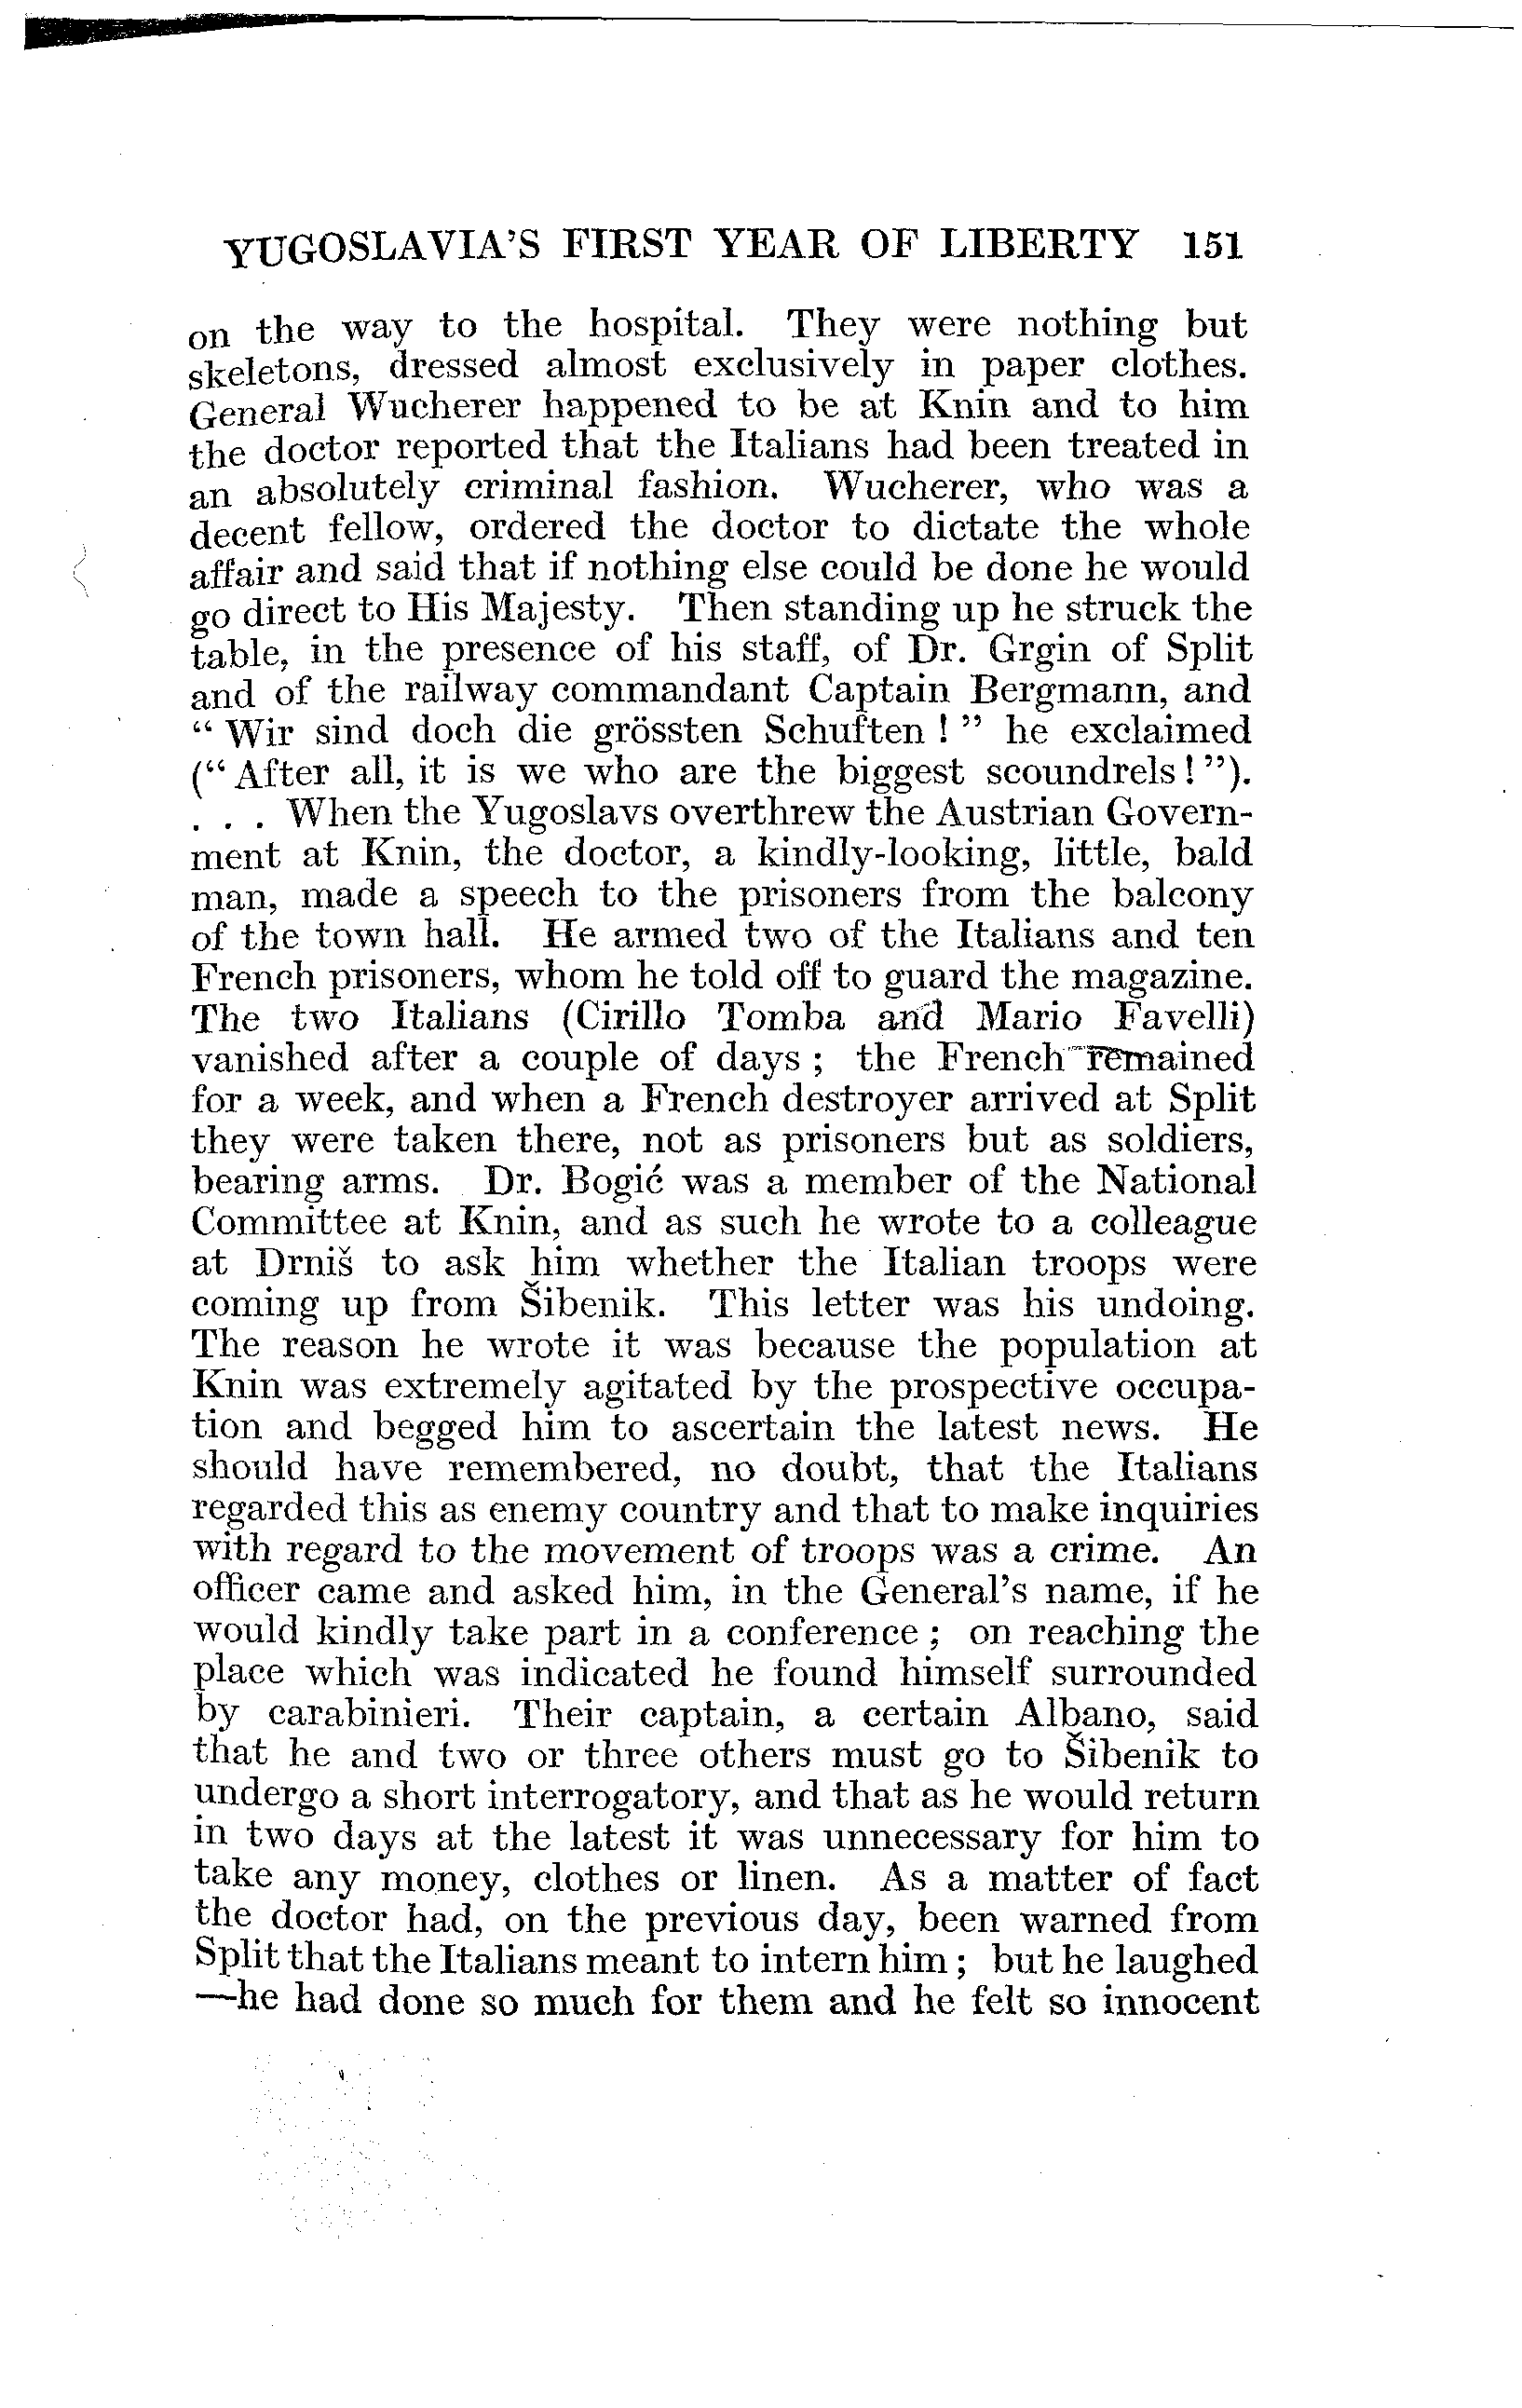 YUGOSLAVIA'S FIRST YEAR OF LIBERTY 151
on the way to the hospital. They were nothing but
skeletons, dressed almost exclusively in paper clothes.
General Wucherer happened to be at Knin and to him
the doctor reported that the Italians had been treated in
an absolutely criminal fashion. Wucherer, who was a
decent fellow, ordered the doctor to dictate the whole
affair and said that if nothing else could be done he would
go direct to His Majesty. Then standing up he struck the
table, in the presence of his staff, of Dr. Grgin of Split
and of the railway commandant Captain Bergmann, and
“ Wir sind doch die grössten Schuften ! ” he exclaimed
(“ After all, it is we who are the biggest scoundrels ! ”).
. . . When the Yugoslavs overthrew the Austrian Govern-
ment at Knin, the doctor, a kindly-looking, little, bald
man, made a speech to the prisoners from the balcony
of the town hall. He armed two of the Italians and ten
French prisoners, whom he told off to guard the magazine.
The two Italians (Cirillo Tomba and Mario Favelli)
vanished after a couple of days ; the French remained
for a week, and when a French destroyer arrived at Split
they were taken there, not as prisoners but as soldiers,
bearing arms. Dr. Bogić was a member of the National
Committee at Knin, and as such he wrote to a colleague
at Drniš to ask him whether the Italian troops were
coming up from Šibenik. This letter was his undoing.
The reason he wrote it was because the population at
Knin was extremely agitated by the prospective occupa-
tion and begged him to ascertain the latest news. He
should have remembered, no doubt, that the Italians
regarded this as enemy country and that to make inquiries
with regard to the movement of troops was a crime. An
officer came and asked him, in the General's name, if he
would kindly take part in a conference ; on reaching the
place which was indicated he found himself surrounded
by carabinieri. Their captain, a certain Albano, said
that he and two or three others must go to Šibenik to
undergo a short interrogatory, and that as he would return
in two days at the latest it was unnecessary for him to
take any money, clothes or linen. As a matter of fact
the doctor had, on the previous day, been warned from
Split that the Italians meant to intern him ; but he laughed
—he had done so much for them and he felt so innocent